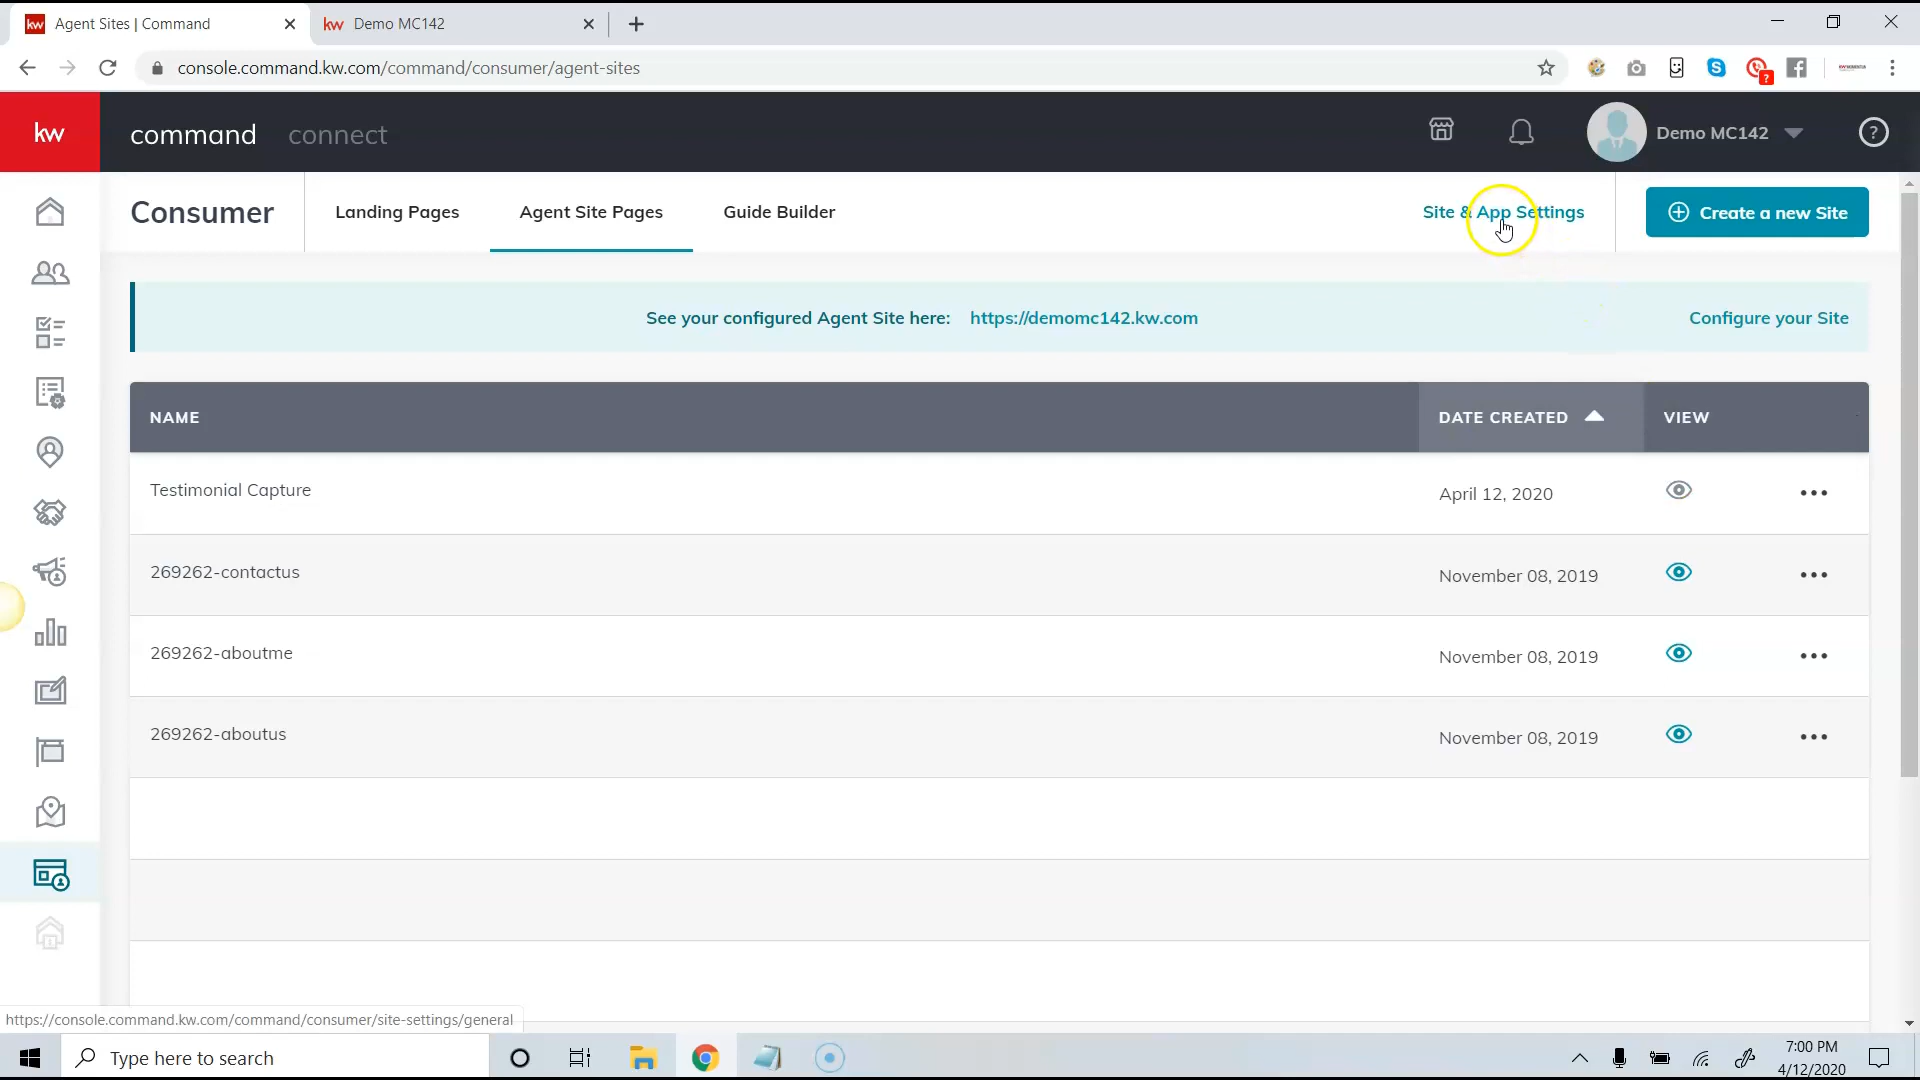 kw Agent Sites | Command
kw Demo MC142
console.command.kw.com/command/consumer/agent-sites
kw command connect
Demo MC142
Consumer
Landing Pages
Agent Site Pages
Guide Builder
Site & App Settings
Create a new Site
See your configured Agent Site here: https://demomc142.kw.com
Configure your Site
NAME DATE CREATED VIEW
Testimonial Capture April 12, 2020
269262-contactus November 08, 2019
269262-aboutme November 08, 2019
269262-aboutus November 08, 2019
https://console.command.kw.com/command/consumer/site-settings/general
Type here to search
7:00 PM
4/12/2020